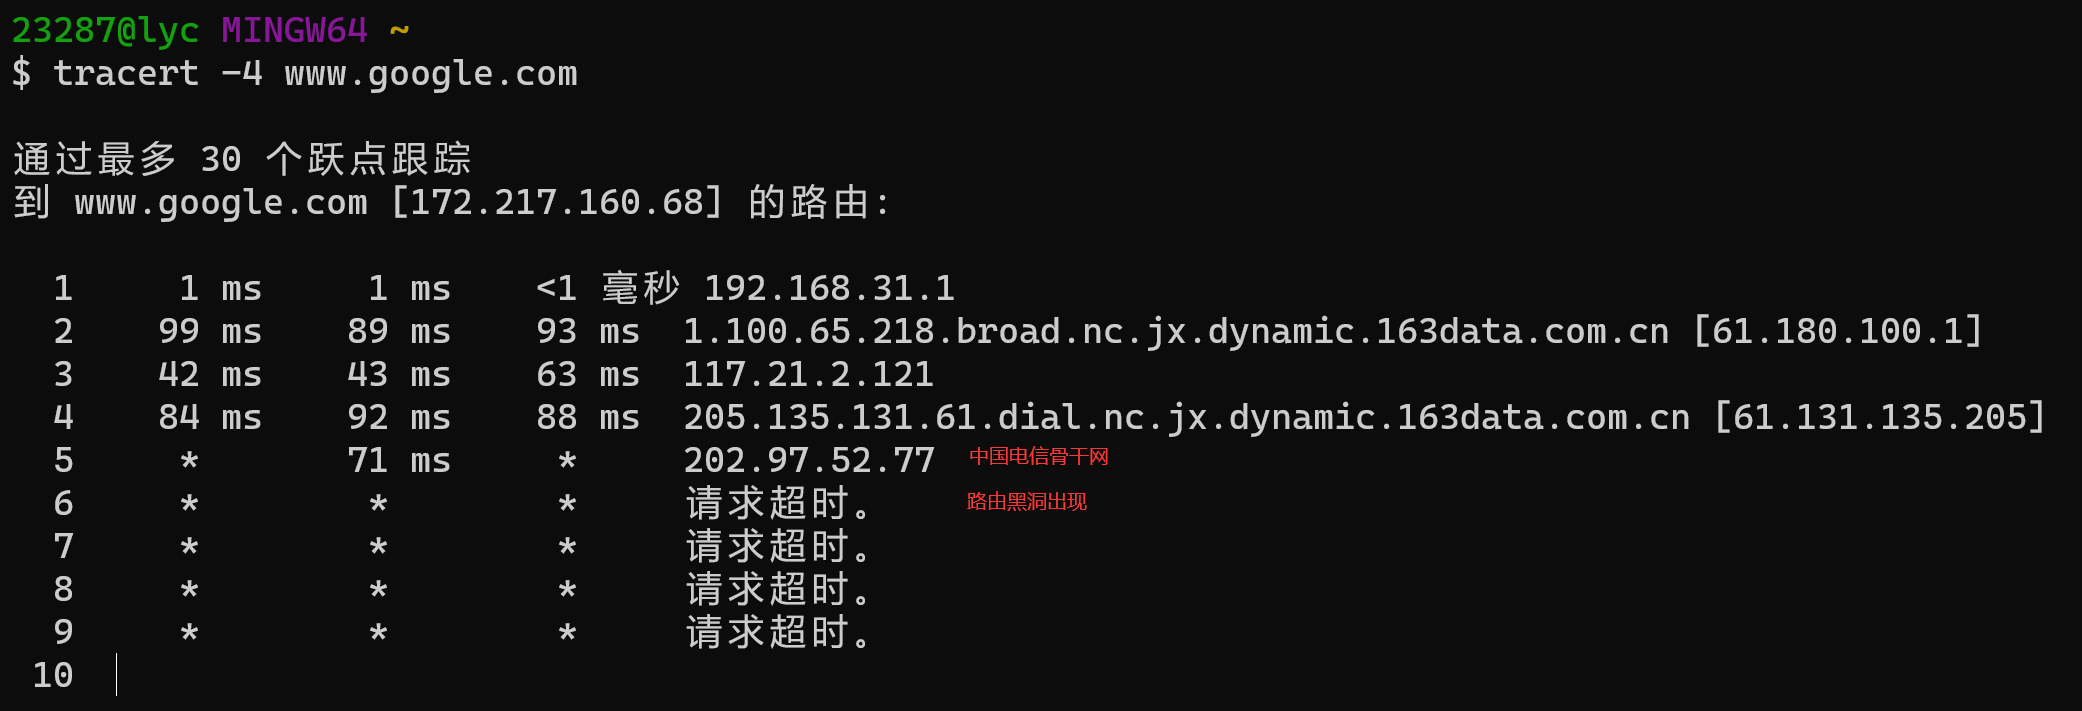 23287@lyc MINGW64 ~
$ tracert -4 www.google.com
通过最多 30 个跃点跟踪
到 www.google.com [172.217.160.68] 的路由:
1 1 ms 1 ms <1 毫秒 192.168.31.1
2 99 ms 89 ms 93 ms 1.100.65.218.broad.nc.jx.dynamic.163data.com.cn [61.180.100.1]
3 42 ms 43 ms 63 ms 117.21.2.121
4 84 ms 92 ms 88 ms 205.135.131.61.dial.nc.jx.dynamic.163data.com.cn [61.131.135.205]
5 * 71 ms * 202.97.52.77 中国电信骨干网
6 * * * 请求超时。 路由黑洞出现
7 * * * 请求超时。
8 * * * 请求超时。
9 * * * 请求超时。
10